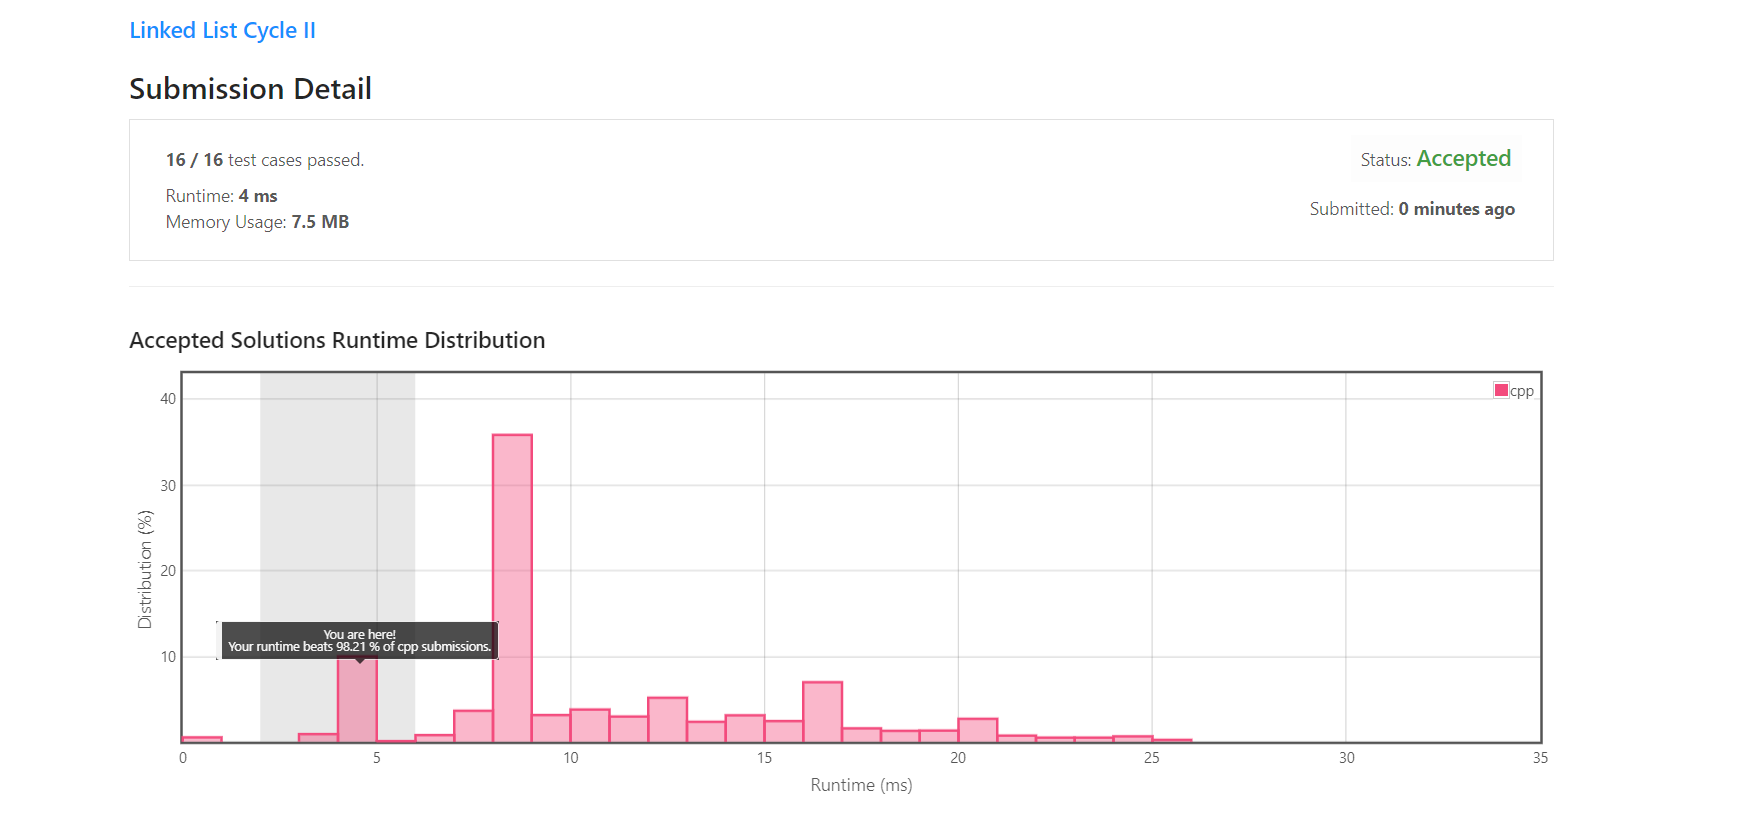 Linked List Cycle II
Submission Detail
16 / 16 test cases passed.
Status: Accepted
Runtime: 4 ms
Submitted: 0 minutes ago
Memory Usage: 7.5 MB
Accepted Solutions Runtime Distribution
cpp
40
30
20
10
Distribution (%)
You are here!
Your runtime beats 98.21 % of cpp submissions.
0 5 10 15 20 25 30 35
Runtime (ms)